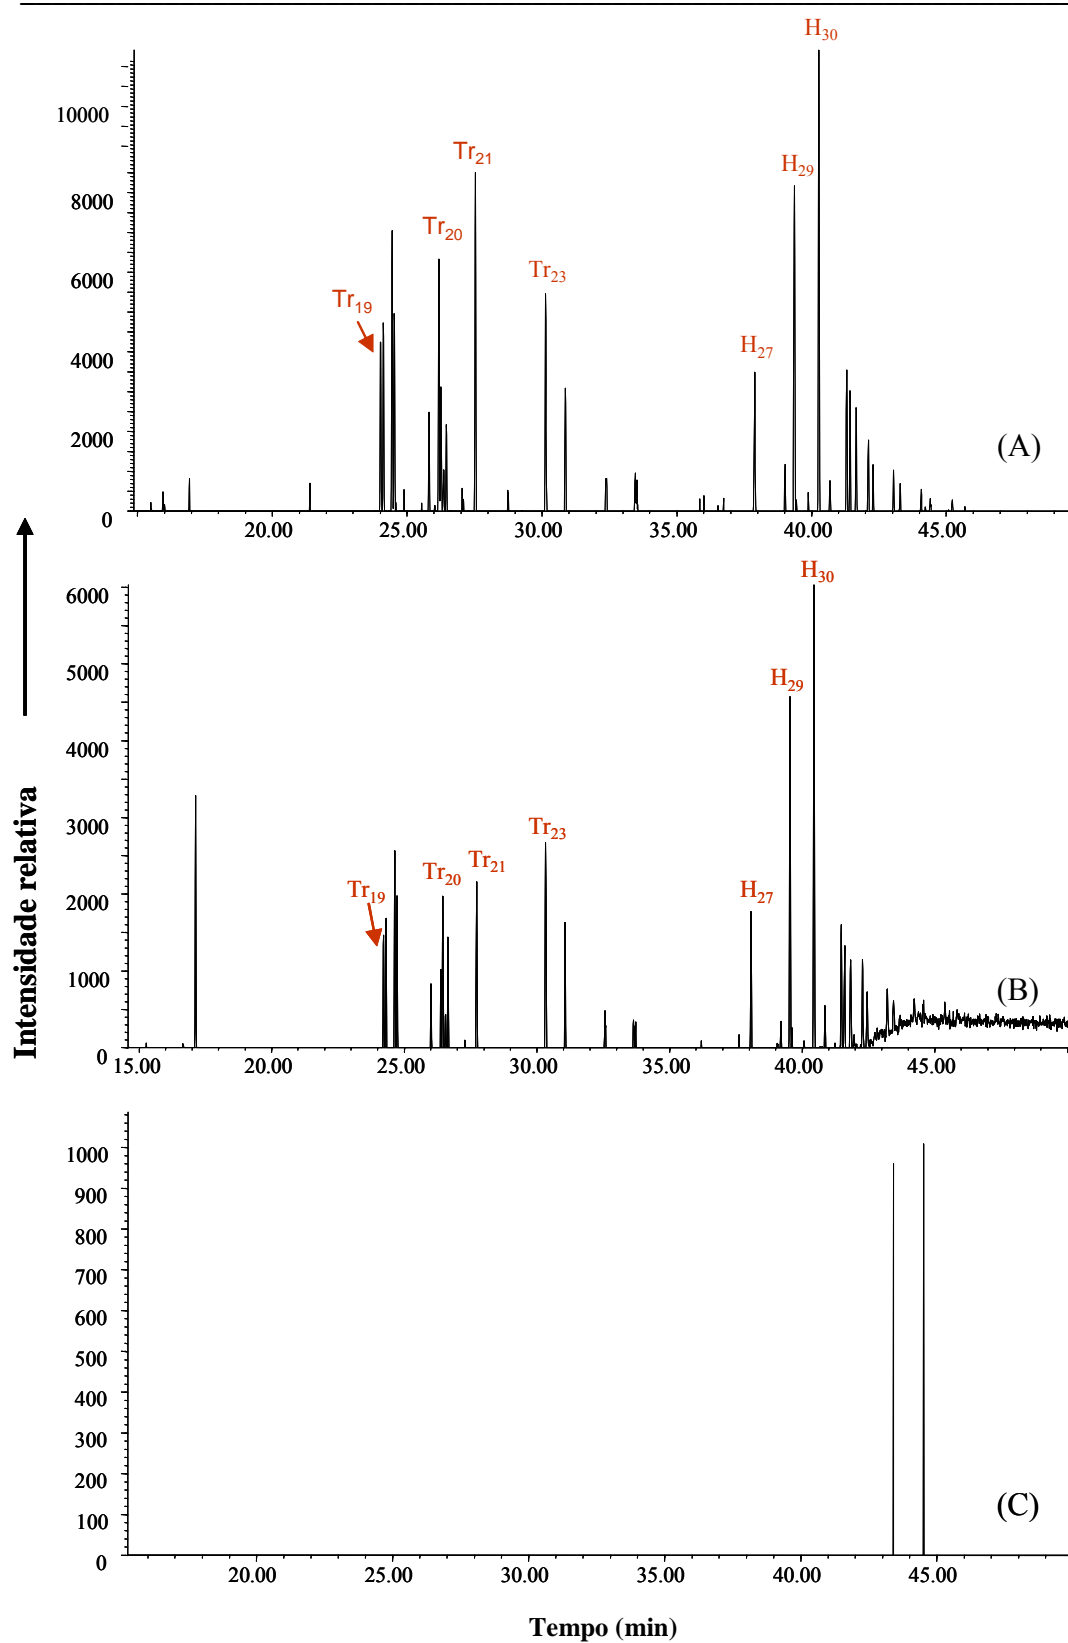 H30
10000
Tr21
H29
8000
Tr20
6000
Tr23
Tr19
H27
4000
2000
(A)
0
20.00 25.00 30.00 35.00 40.00 45.00
H30
6000
H29
5000
4000
Tr23
3000
Tr20 Tr21
Tr19 H27
2000
1000
(B)
0
15.00 20.00 25.00 30.00 35.00 40.00 45.00
1000
900
800
700
600
500
400
300
200
(C)
100
0
20.00 25.00 30.00 35.00 40.00 45.00
Intensidade relativa
Tempo (min)